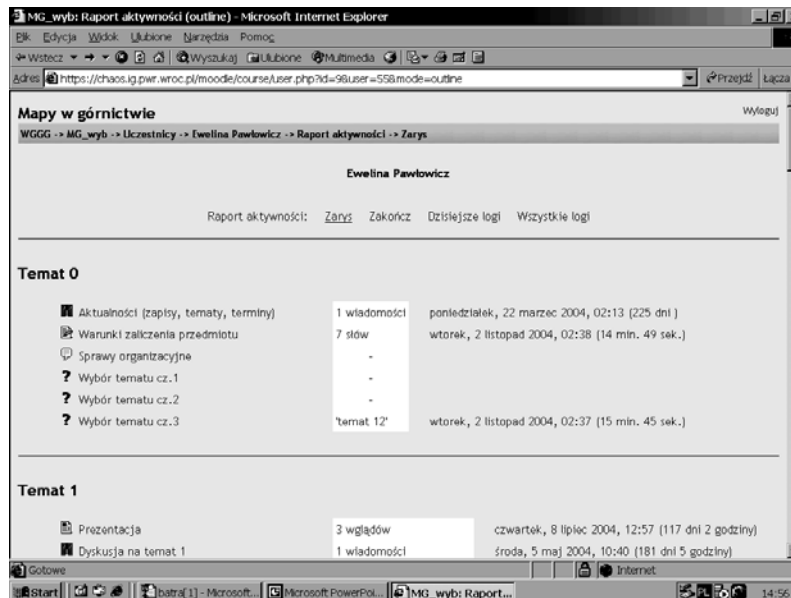 MG_wyb: Raport aktywności (outline) - Microsoft Internet Explorer
Plik Edycja Widok Ulubione Narzędzia Pomoc
Wstecz Wyszukaj Ulubione Multimedia
Adres https://chaos.ig.pwr.wroc.pl/moodle/course/user.php?id=9&user=55&mode=outline Przejdź Łącza
Mapy w górnictwie Wyloguj
WGGG -> MG_wyb -> Uczestnicy -> Ewelina Pawłowicz -> Raport aktywności -> Zarys
Ewelina Pawłowicz
Raport aktywności: Zarys Zakończ Dzisiejsze logi Wszystkie logi
Temat 0
Aktualności (zapisy, tematy, terminy) 1 wiadomości poniedziałek, 22 marzec 2004, 02:13 (225 dni )
Warunki zaliczenia przedmiotu 7 słów wtorek, 2 listopad 2004, 02:38 (14 min. 49 sek.)
Sprawy organizacyjne -
? Wybór tematu cz.1 -
? Wybór tematu cz.2 -
? Wybór tematu cz.3 'temat 12' wtorek, 2 listopad 2004, 02:37 (15 min. 45 sek.)
Temat 1
Prezentacja 3 wglądów czwartek, 8 lipiec 2004, 12:57 (117 dni 2 godziny)
Dyskusja na temat 1 1 wiadomości środa, 5 maj 2004, 10:40 (181 dni 5 godziny)
Gotowe Internet
Start batra[1] - Microsoft... Microsoft PowerPoi... MG_wyb: Raport... 14:56